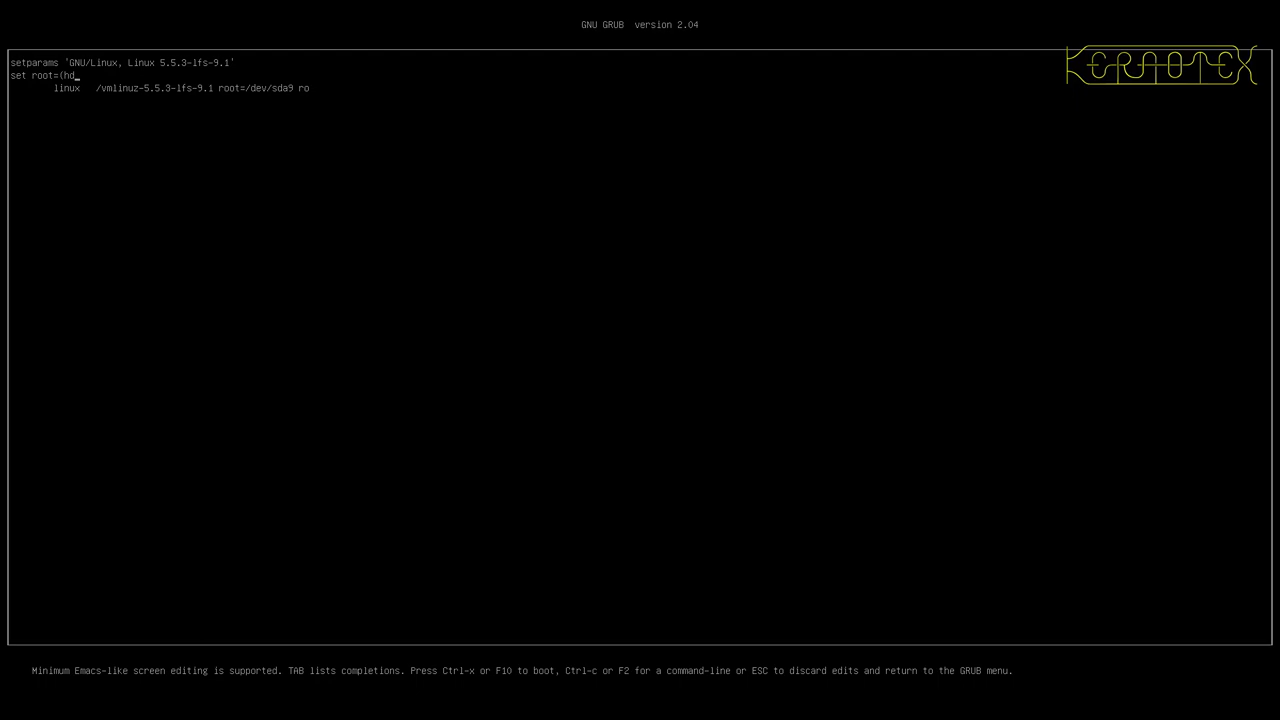 GNU GRUB  version 2.04
KERNOTEX
setparams 'GNU/Linux, Linux 5.5.3-lfs-9.1'
set root=(hd_
linux   /vmlinuz-5.5.3-lfs-9.1 root=/dev/sda9 ro
Minimum Emacs-like screen editing is supported. TAB lists completions. Press Ctrl-x or F10 to boot, Ctrl-c or F2 for a command-line or ESC to discard edits and return to the GRUB menu.